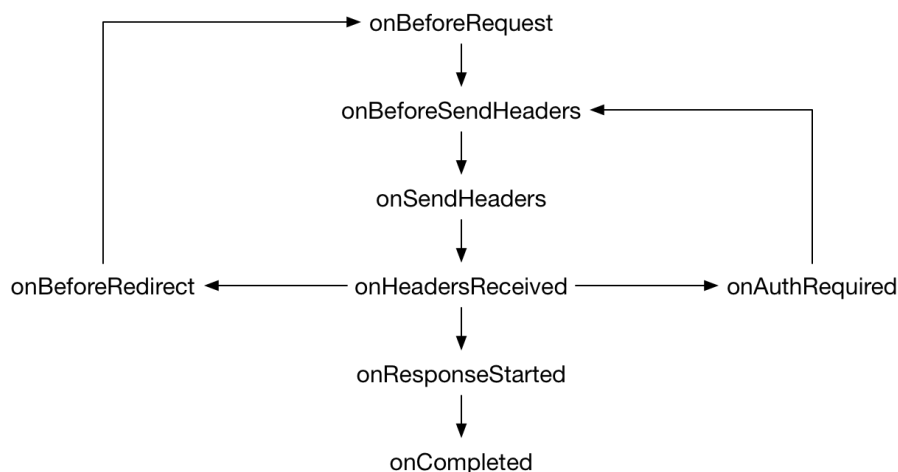 onBeforeRequest
onBeforeSendHeaders
onSendHeaders
onBeforeRedirect onHeadersReceived onAuthRequired
onResponseStarted
onCompleted